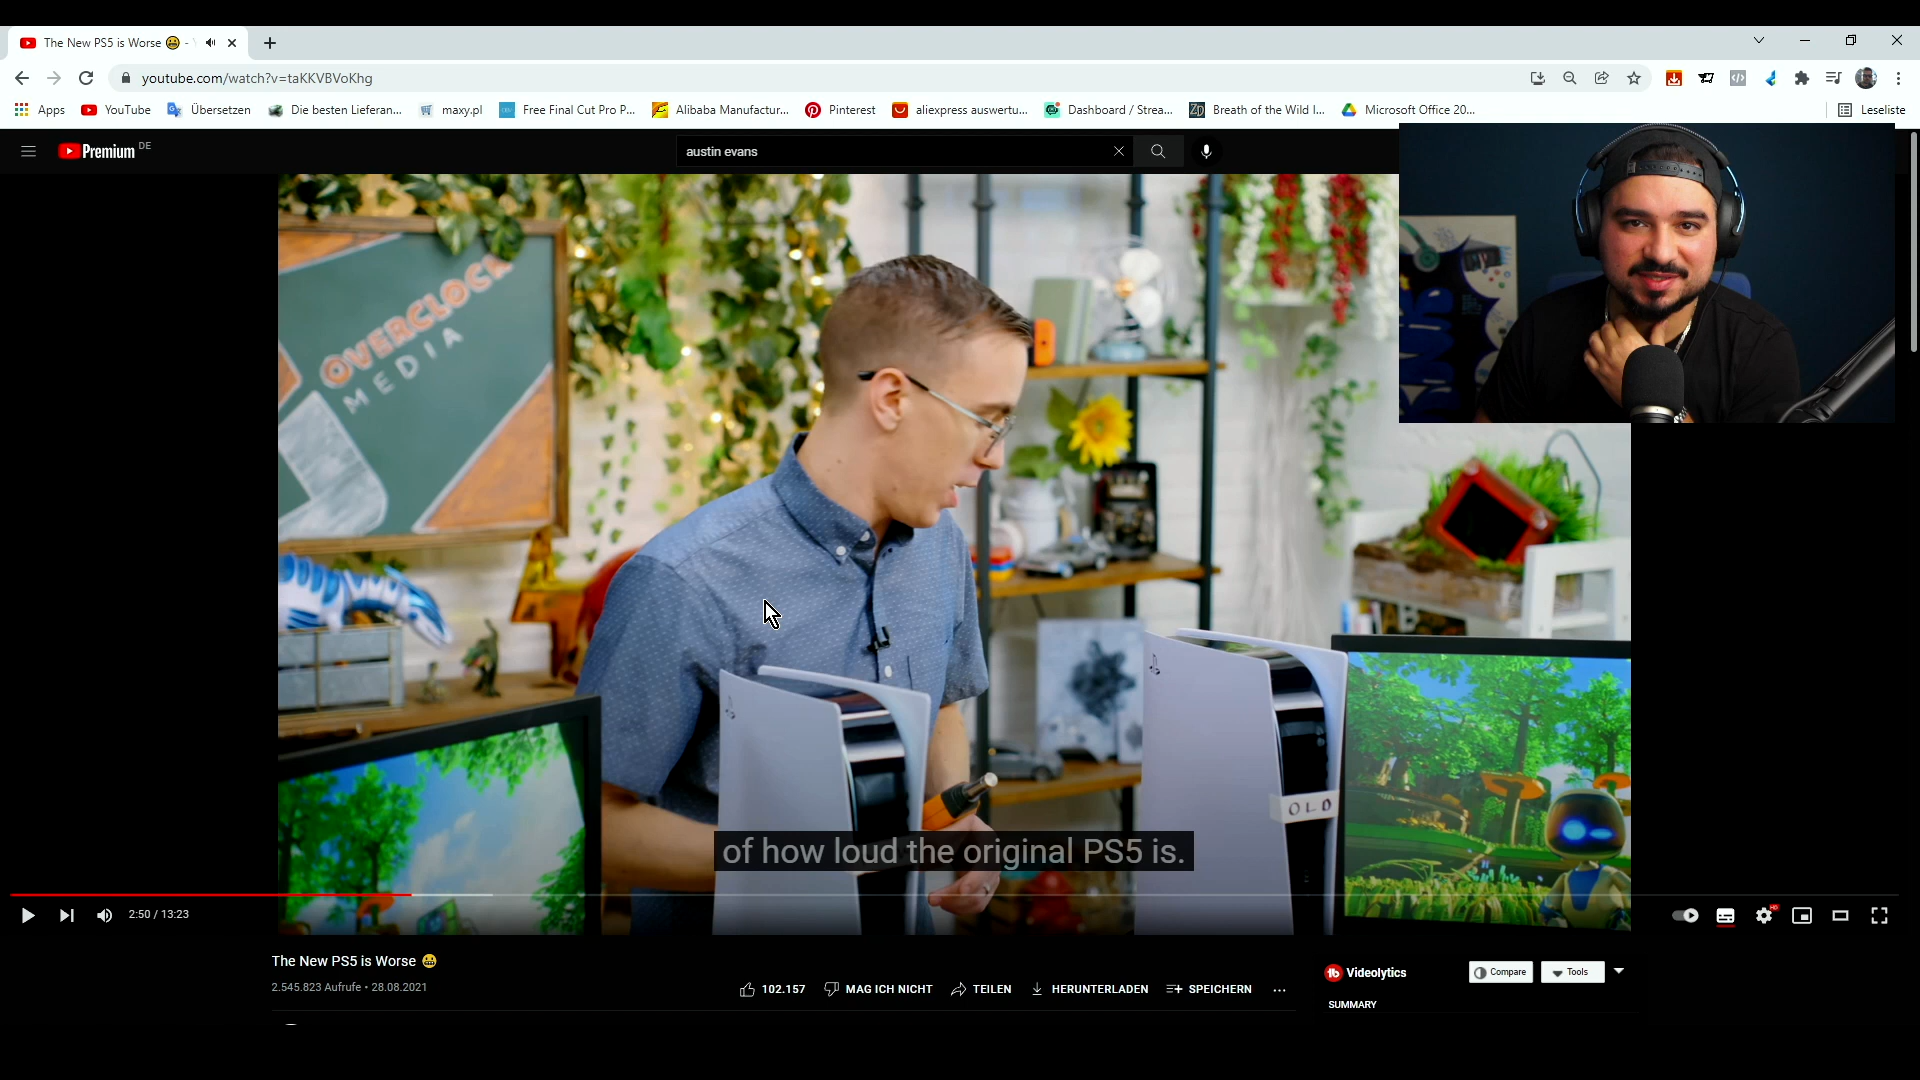 The New PS5 is Worse 😬 -
youtube.com/watch?v=taKKVBVoKhg
Apps
YouTube
Übersetzen
Die besten Lieferan...
maxy.pl
Free Final Cut Pro P...
Alibaba Manufactur...
Pinterest
aliexpress auswertu...
Dashboard / Strea...
Breath of the Wild I...
Microsoft Office 20...
Leseliste
Premium DE
austin evans
OVERCLOCK
MEDIA
OLD
of how loud the original PS5 is.
2:50 / 13:23
HD
The New PS5 is Worse 😬
2.545.823 Aufrufe • 28.08.2021
102.157
MAG ICH NICHT
TEILEN
HERUNTERLADEN
SPEICHERN
tb Videolytics
Compare
Tools
SUMMARY